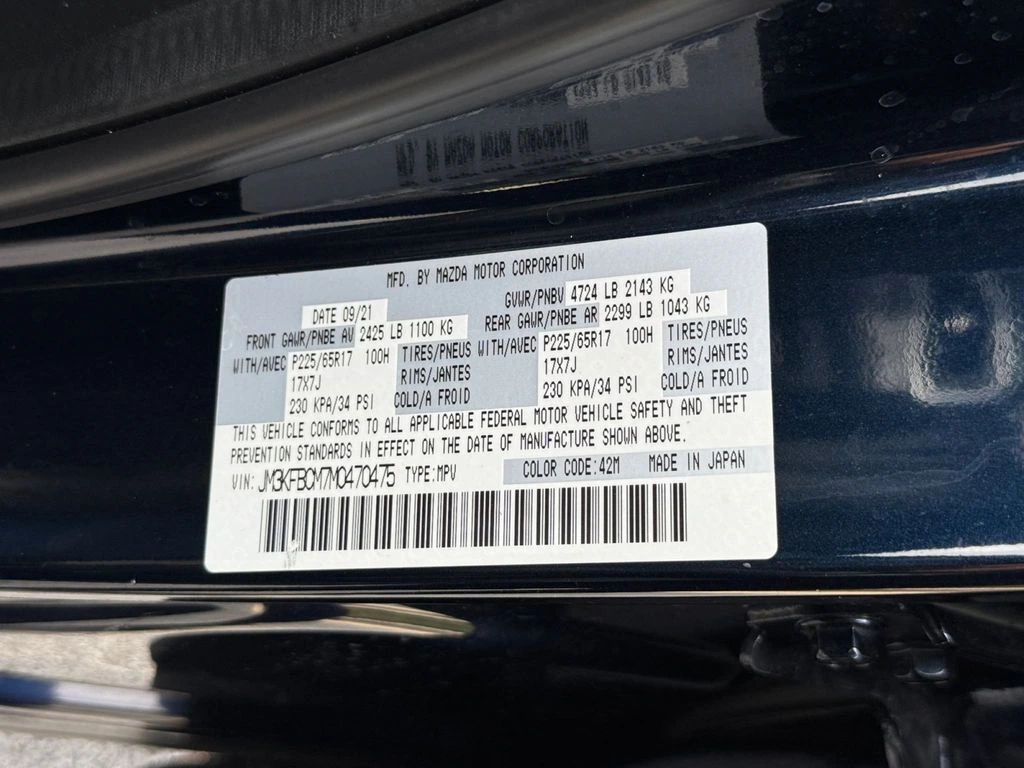 MFD. BY MAZDA MOTOR CORPORATION
DATE 09/21 GVWR/PNBV 4724 LB 2143 KG
FRONT GAWR/PNBE AV 2425 LB 1100 KG REAR GAWR/PNBE AR 2299 LB 1043 KG
WITH/AVEC P225/65R17 100H TIRES/PNEUS WITH/AVEC P225/65R17 100H TIRES/PNEUS
17X7J RIMS/JANTES 17X7J RIMS/JANTES
230 KPA/34 PSI COLD/A FROID 230 KPA/34 PSI COLD/A FROID
THIS VEHICLE CONFORMS TO ALL APPLICABLE FEDERAL MOTOR VEHICLE SAFETY AND THEFT
PREVENTION STANDARDS IN EFFECT ON THE DATE OF MANUFACTURE SHOWN ABOVE.
VIN: JM3KFBCM7M0470475 TYPE:MPV COLOR CODE:42M MADE IN JAPAN